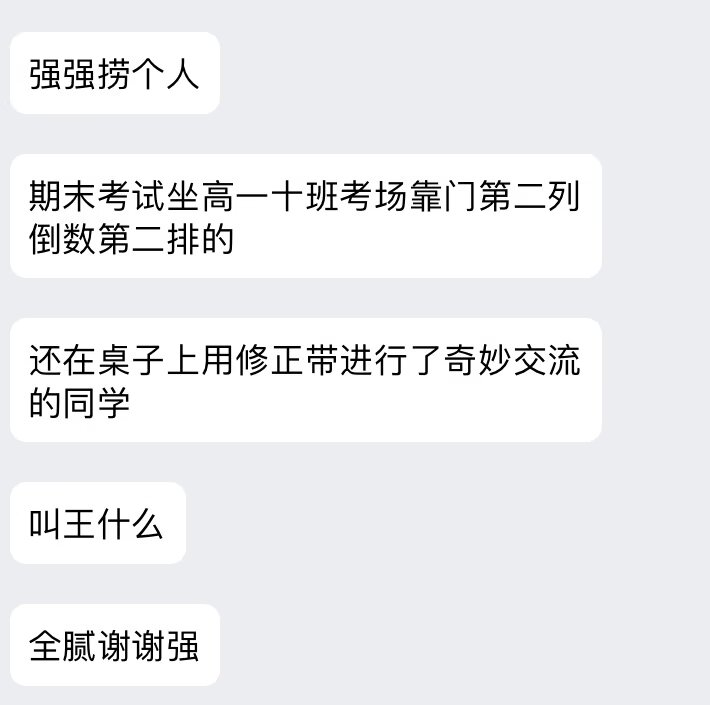 强强捞个人
期末考试坐高一十班考场靠门第二列
倒数第二排的
还在桌子上用修正带进行了奇妙交流
的同学
叫王什么
全腻谢谢强